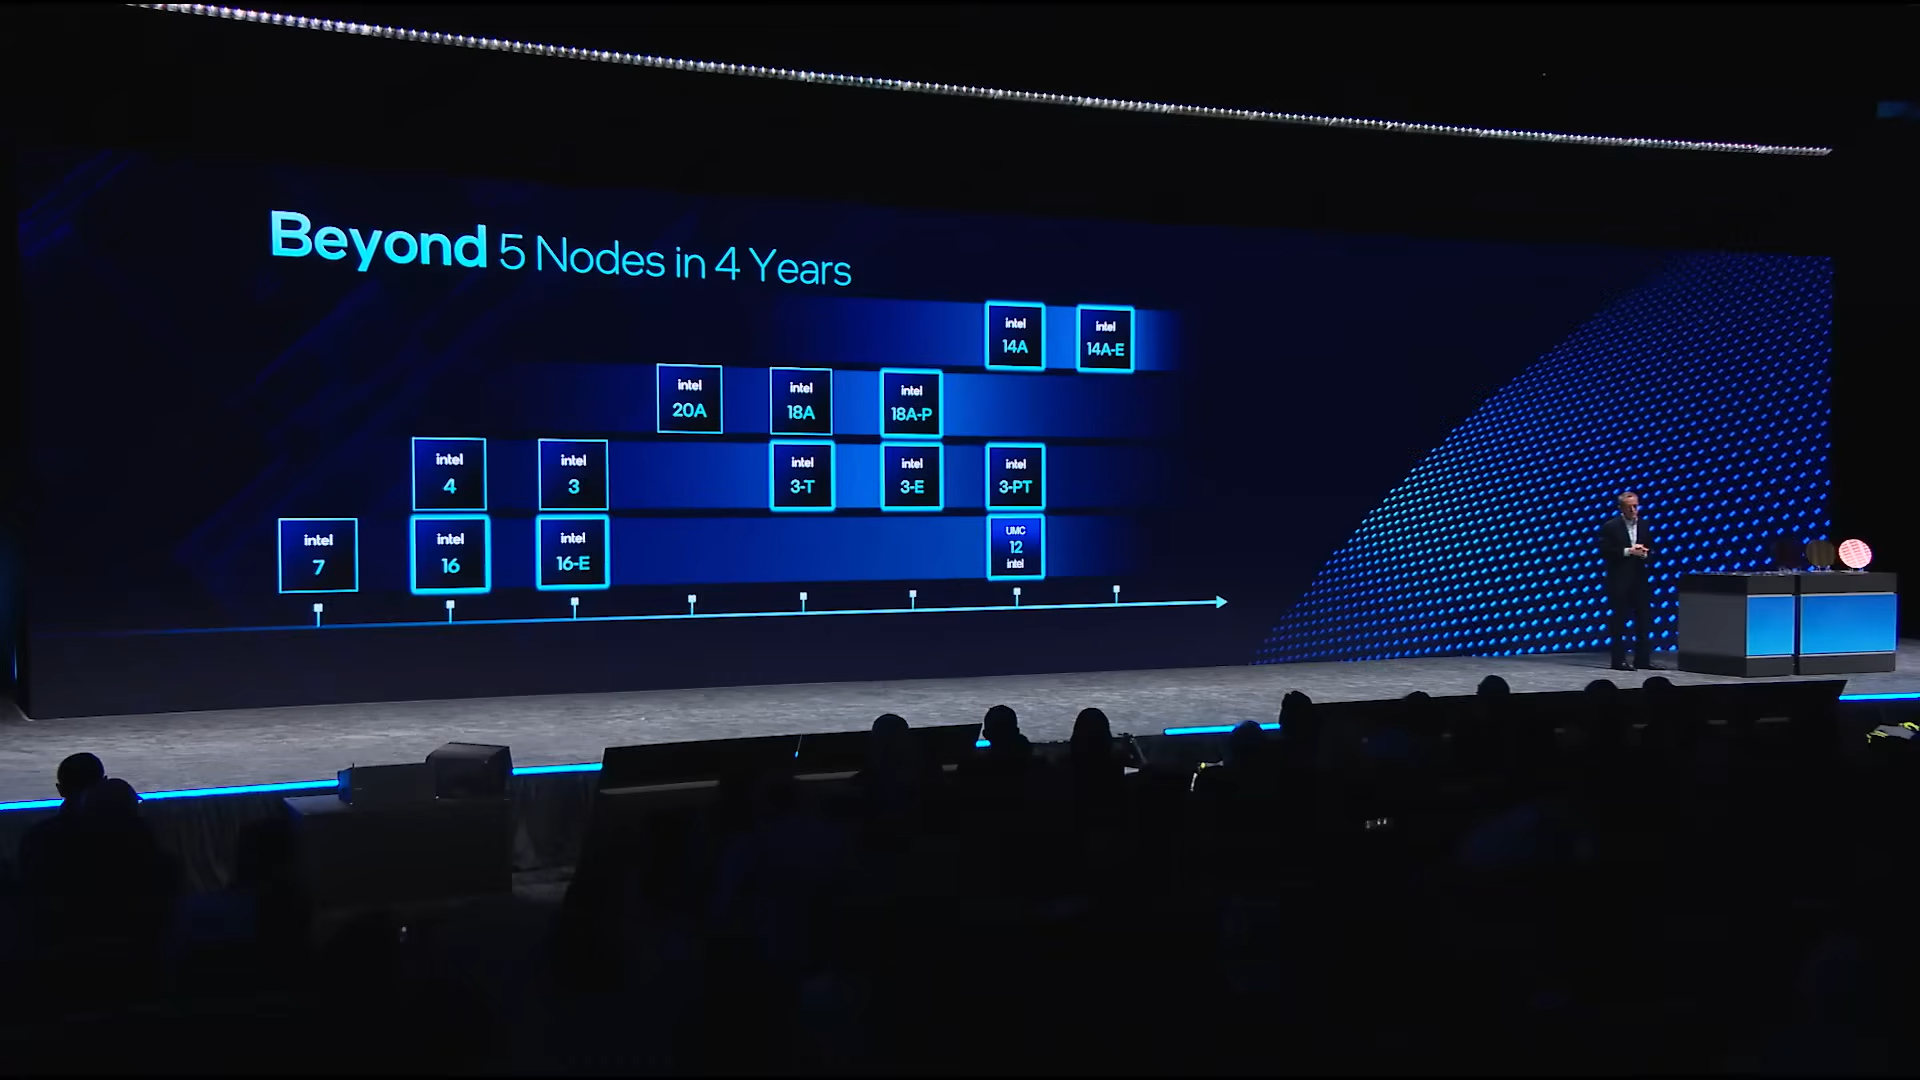 Beyond 5 Nodes in 4 Years
intel
14A
intel
14A-E
intel
20A
intel
18A
intel
18A-P
intel
4
intel
3
intel
3-T
intel
3-E
intel
3-PT
intel
7
intel
16
intel
16-E
UMC
12
intel